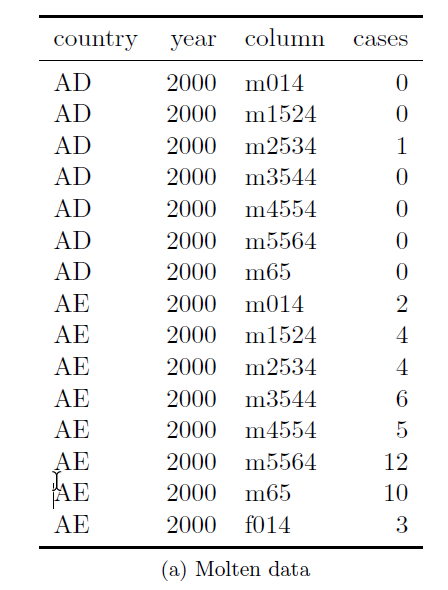 country year column cases
AD 2000 m014 0
AD 2000 m1524 0
AD 2000 m2534 1
AD 2000 m3544 0
AD 2000 m4554 0
AD 2000 m5564 0
AD 2000 m65 0
AE 2000 m014 2
AE 2000 m1524 4
AE 2000 m2534 4
AE 2000 m3544 6
AE 2000 m4554 5
AE 2000 m5564 12
AE 2000 m65 10
AE 2000 f014 3
(a) Molten data